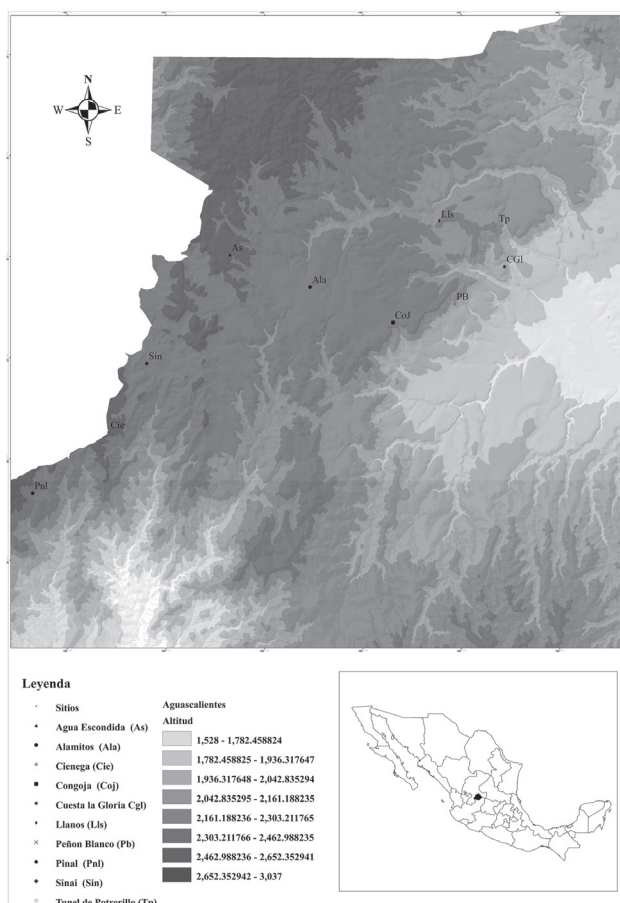 N
W E
S
Lls
Tp
As
CGl
Ala
PB
CoJ
Sin
Cie
Pnl
Leyenda
Sitios
Agua Escondida (As)
Alamitos (Ala)
Cienega (Cie)
Congoja (Coj)
Cuesta la Gloria Cgl)
Llanos (Lls)
Peñon Blanco (Pb)
Pinal (Pnl)
Sinai (Sin)
Tunel de Potrerillo (Tp)
Aguascalientes
Altitud
1,528 - 1,782.458824
1,782.458825 - 1,936.317647
1,936.317648 - 2,042.835294
2,042.835295 - 2,161.188235
2,161.188236 - 2,303.211765
2,303.211766 - 2,462.988235
2,462.988236 - 2,652.352941
2,652.352942 - 3,037